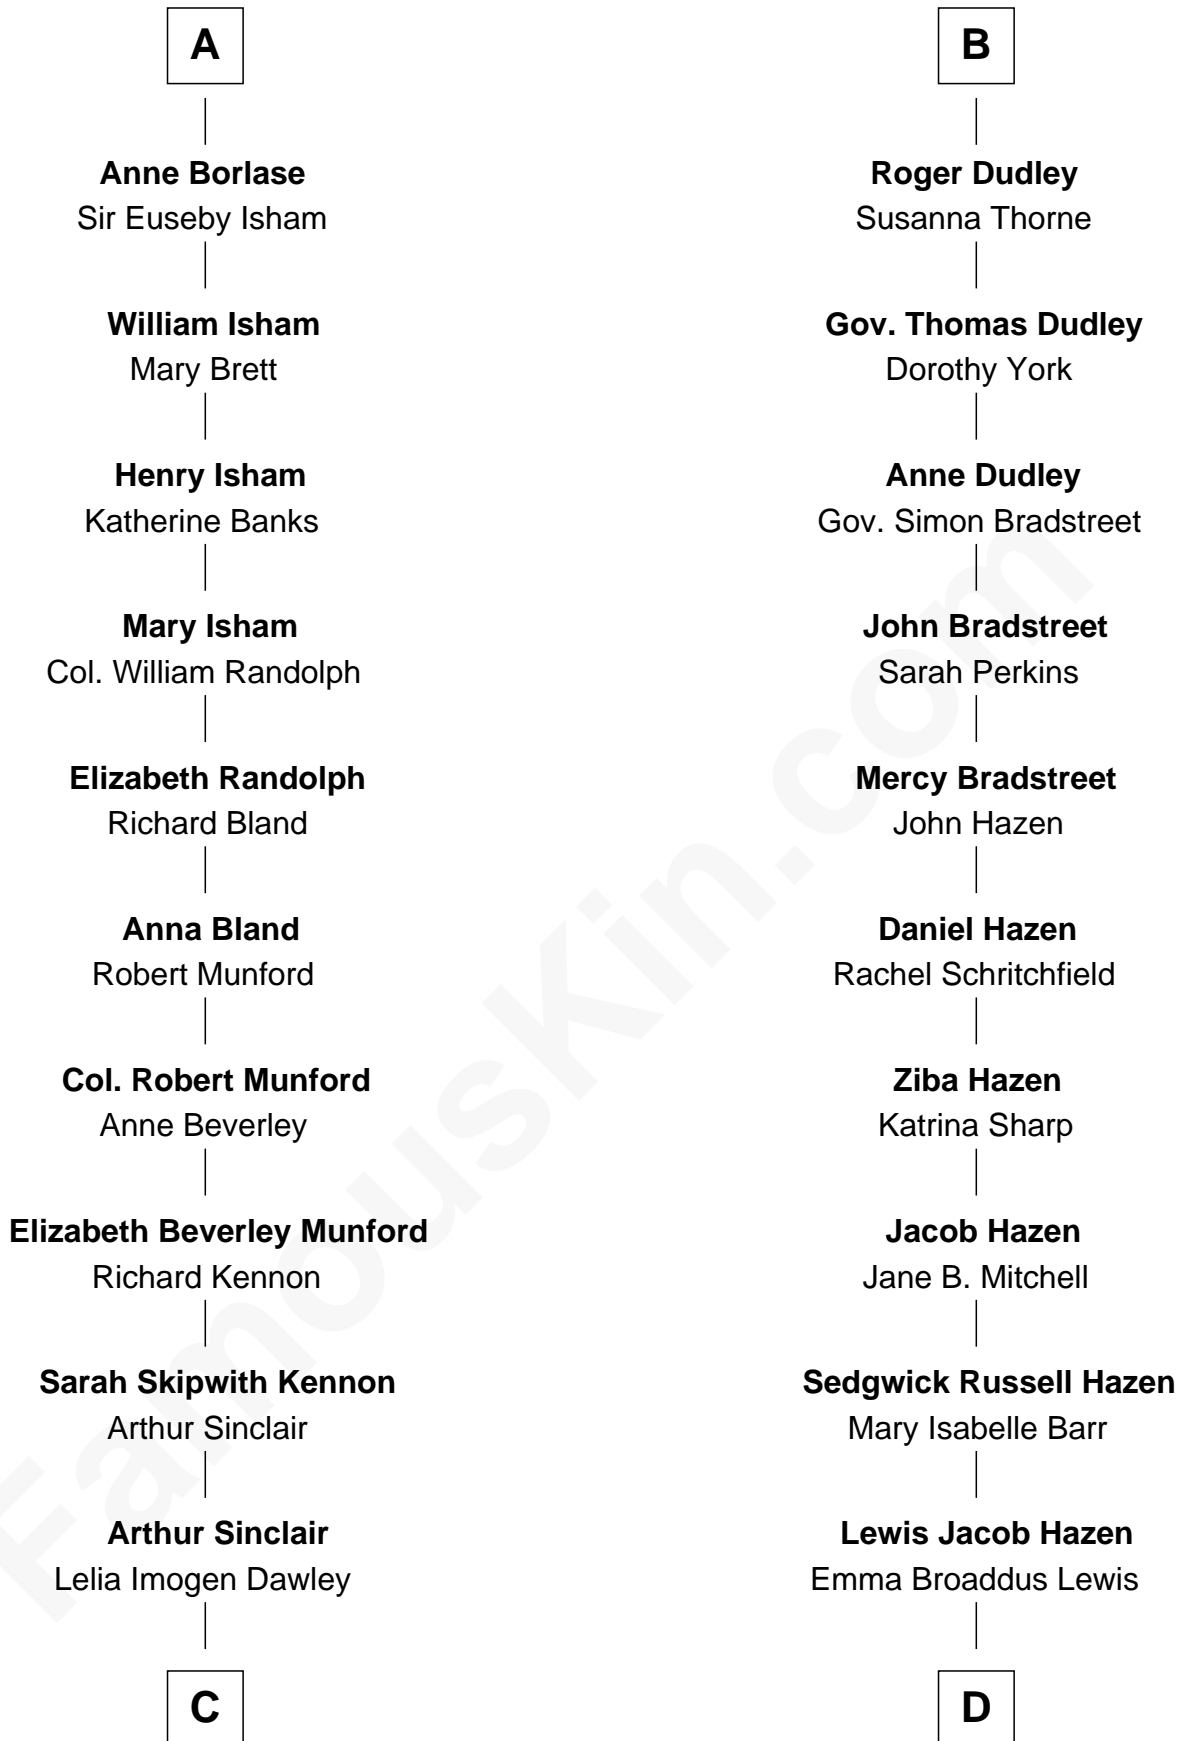 A
Anne Borlase
Sir Euseby Isham
William Isham
Mary Brett
Henry Isham
Katherine Banks
Mary Isham
Col. William Randolph
Elizabeth Randolph
Richard Bland
Anna Bland
Robert Munford
Col. Robert Munford
Anne Beverley
Elizabeth Beverley Munford
Richard Kennon
Sarah Skipwith Kennon
Arthur Sinclair
Arthur Sinclair
Lelia Imogen Dawley
C
B
Roger Dudley
Susanna Thorne
Gov. Thomas Dudley
Dorothy York
Anne Dudley
Gov. Simon Bradstreet
John Bradstreet
Sarah Perkins
Mercy Bradstreet
John Hazen
Daniel Hazen
Rachel Schritchfield
Ziba Hazen
Katrina Sharp
Jacob Hazen
Jane B. Mitchell
Sedgwick Russell Hazen
Mary Isabelle Barr
Lewis Jacob Hazen
Emma Broaddus Lewis
D
FamousKin.com